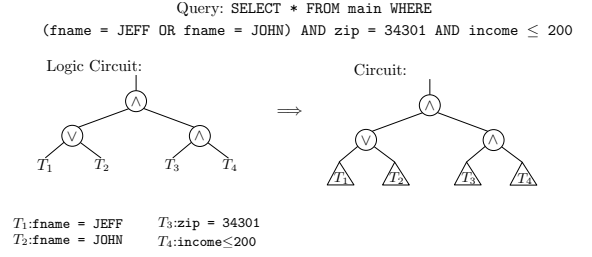 Query: SELECT * FROM main WHERE
(fname = JEFF OR fname = JOHN) AND zip = 34301 AND income ≤ 200
Logic Circuit:
Circuit:
∧
⟹
∧
∨ ∧
∨ ∧
T1 T2 T3 T4
T1 T2 T3 T4
T1:fname = JEFF
T2:fname = JOHN
T3:zip = 34301
T4:income≤200